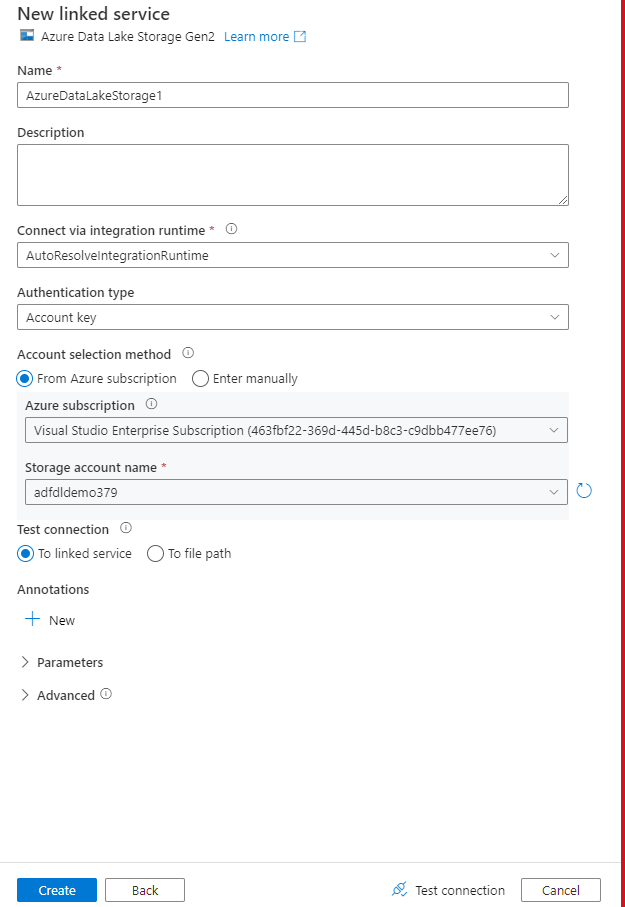 New linked service
Azure Data Lake Storage Gen2 Learn more
Name *
AzureDataLakeStorage1
Description
Connect via integration runtime *
AutoResolveIntegrationRuntime
Authentication type
Account key
Account selection method
From Azure subscription Enter manually
Azure subscription
Visual Studio Enterprise Subscription (463fbf22-369d-445d-b8c3-c9dbb477ee76)
Storage account name *
adfdldemo379
Test connection
To linked service To file path
Annotations
New
Parameters
Advanced
Create Back Test connection Cancel